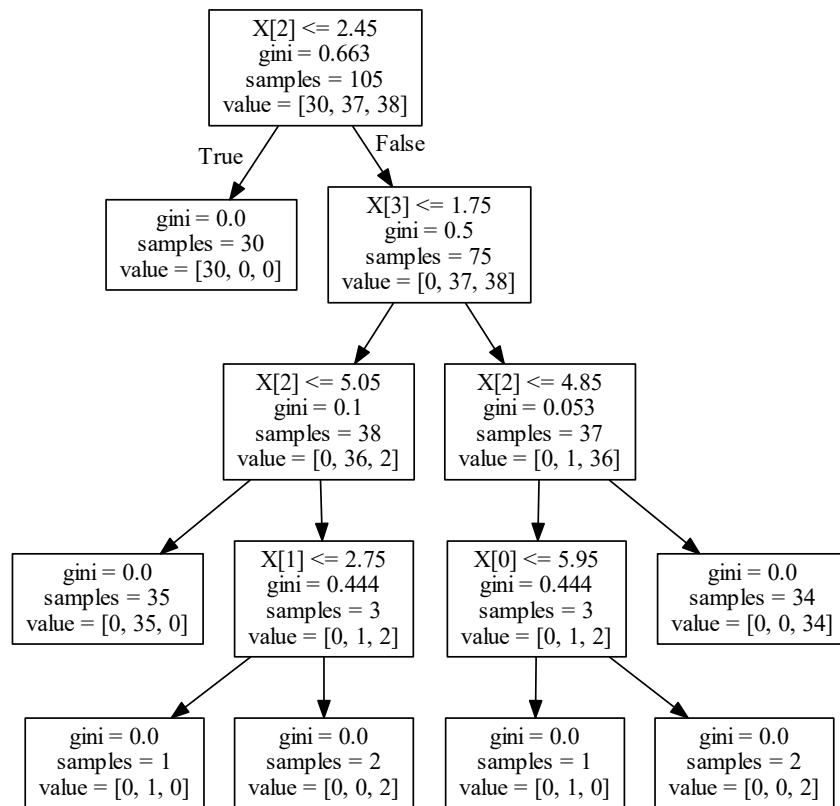 X[2] <= 2.45
gini = 0.663
samples = 105
value = [30, 37, 38]
True
False
gini = 0.0
samples = 30
value = [30, 0, 0]
X[3] <= 1.75
gini = 0.5
samples = 75
value = [0, 37, 38]
X[2] <= 5.05
gini = 0.1
samples = 38
value = [0, 36, 2]
X[2] <= 4.85
gini = 0.053
samples = 37
value = [0, 1, 36]
gini = 0.0
samples = 35
value = [0, 35, 0]
X[1] <= 2.75
gini = 0.444
samples = 3
value = [0, 1, 2]
X[0] <= 5.95
gini = 0.444
samples = 3
value = [0, 1, 2]
gini = 0.0
samples = 34
value = [0, 0, 34]
gini = 0.0
samples = 1
value = [0, 1, 0]
gini = 0.0
samples = 2
value = [0, 0, 2]
gini = 0.0
samples = 1
value = [0, 1, 0]
gini = 0.0
samples = 2
value = [0, 0, 2]